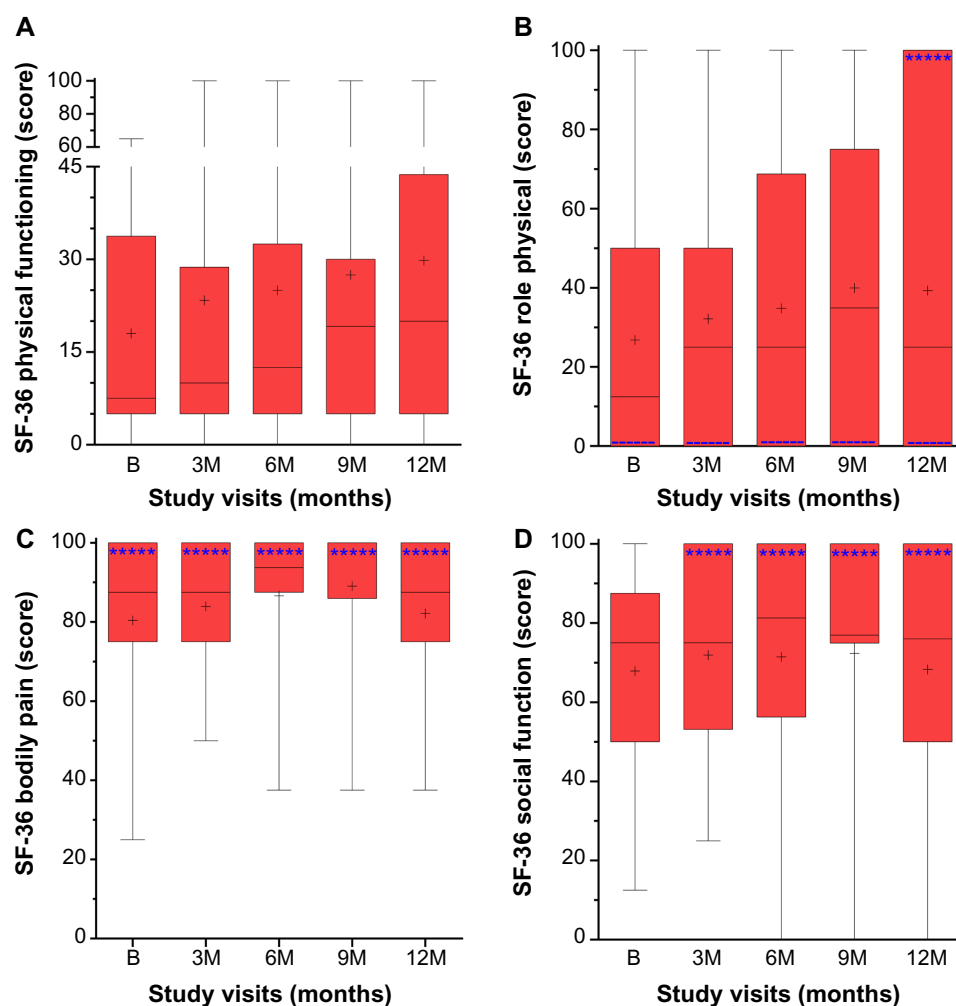 A
SF-36 physical functioning (score)
100
80
60
45
30
15
0
B 3M 6M 9M 12M
Study visits (months)
B
SF-36 role physical (score)
100
80
60
40
20
0
*****
B 3M 6M 9M 12M
Study visits (months)
C
SF-36 bodily pain (score)
100
80
60
80
40
20
0
***** ***** ***** ***** *****
B 3M 6M 9M 12M
Study visits (months)
D
SF-36 social function (score)
100
80
60
40
20
0
***** ***** ***** *****
B 3M 6M 9M 12M
Study visits (months)